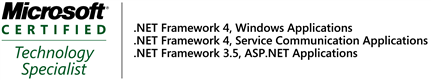 Microsoft
CERTIFIED
Technology
Specialist
.NET Framework 4, Windows Applications
.NET Framework 4, Service Communication Applications
.NET Framework 3.5, ASP.NET Applications